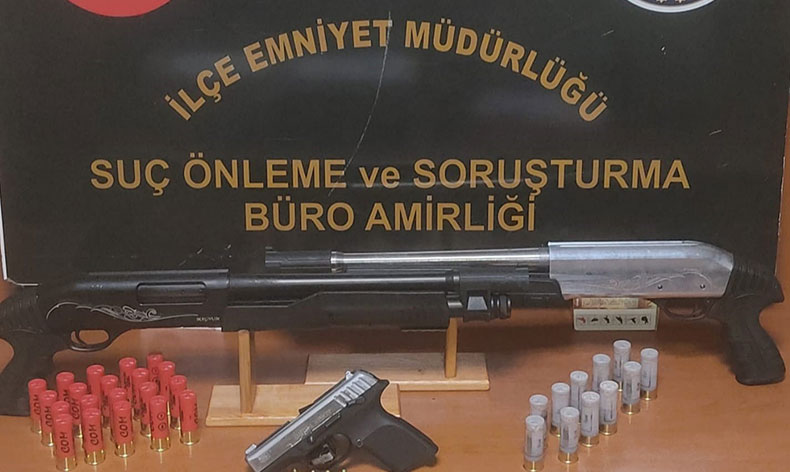 İLÇE EMNİYET MÜDÜRLÜĞÜ
SUÇ ÖNLEME ve SORUŞTURMA
BÜRO AMİRLİĞİ